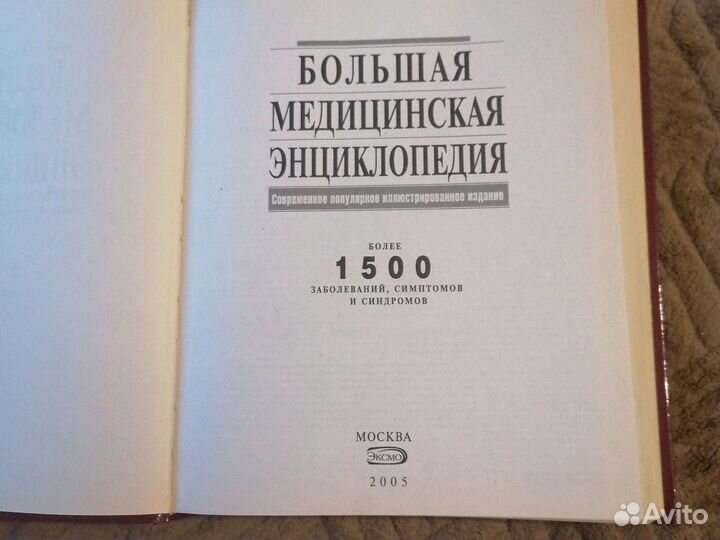 БОЛЬШАЯ
МЕДИЦИНСКАЯ
ЭНЦИКЛОПЕДИЯ
Современное популярное иллюстрированное издание
БОЛЕЕ
1500
ЗАБОЛЕВАНИЙ, СИМПТОМОВ
И СИНДРОМОВ
МОСКВА
ЭКСМО
2005
Avito